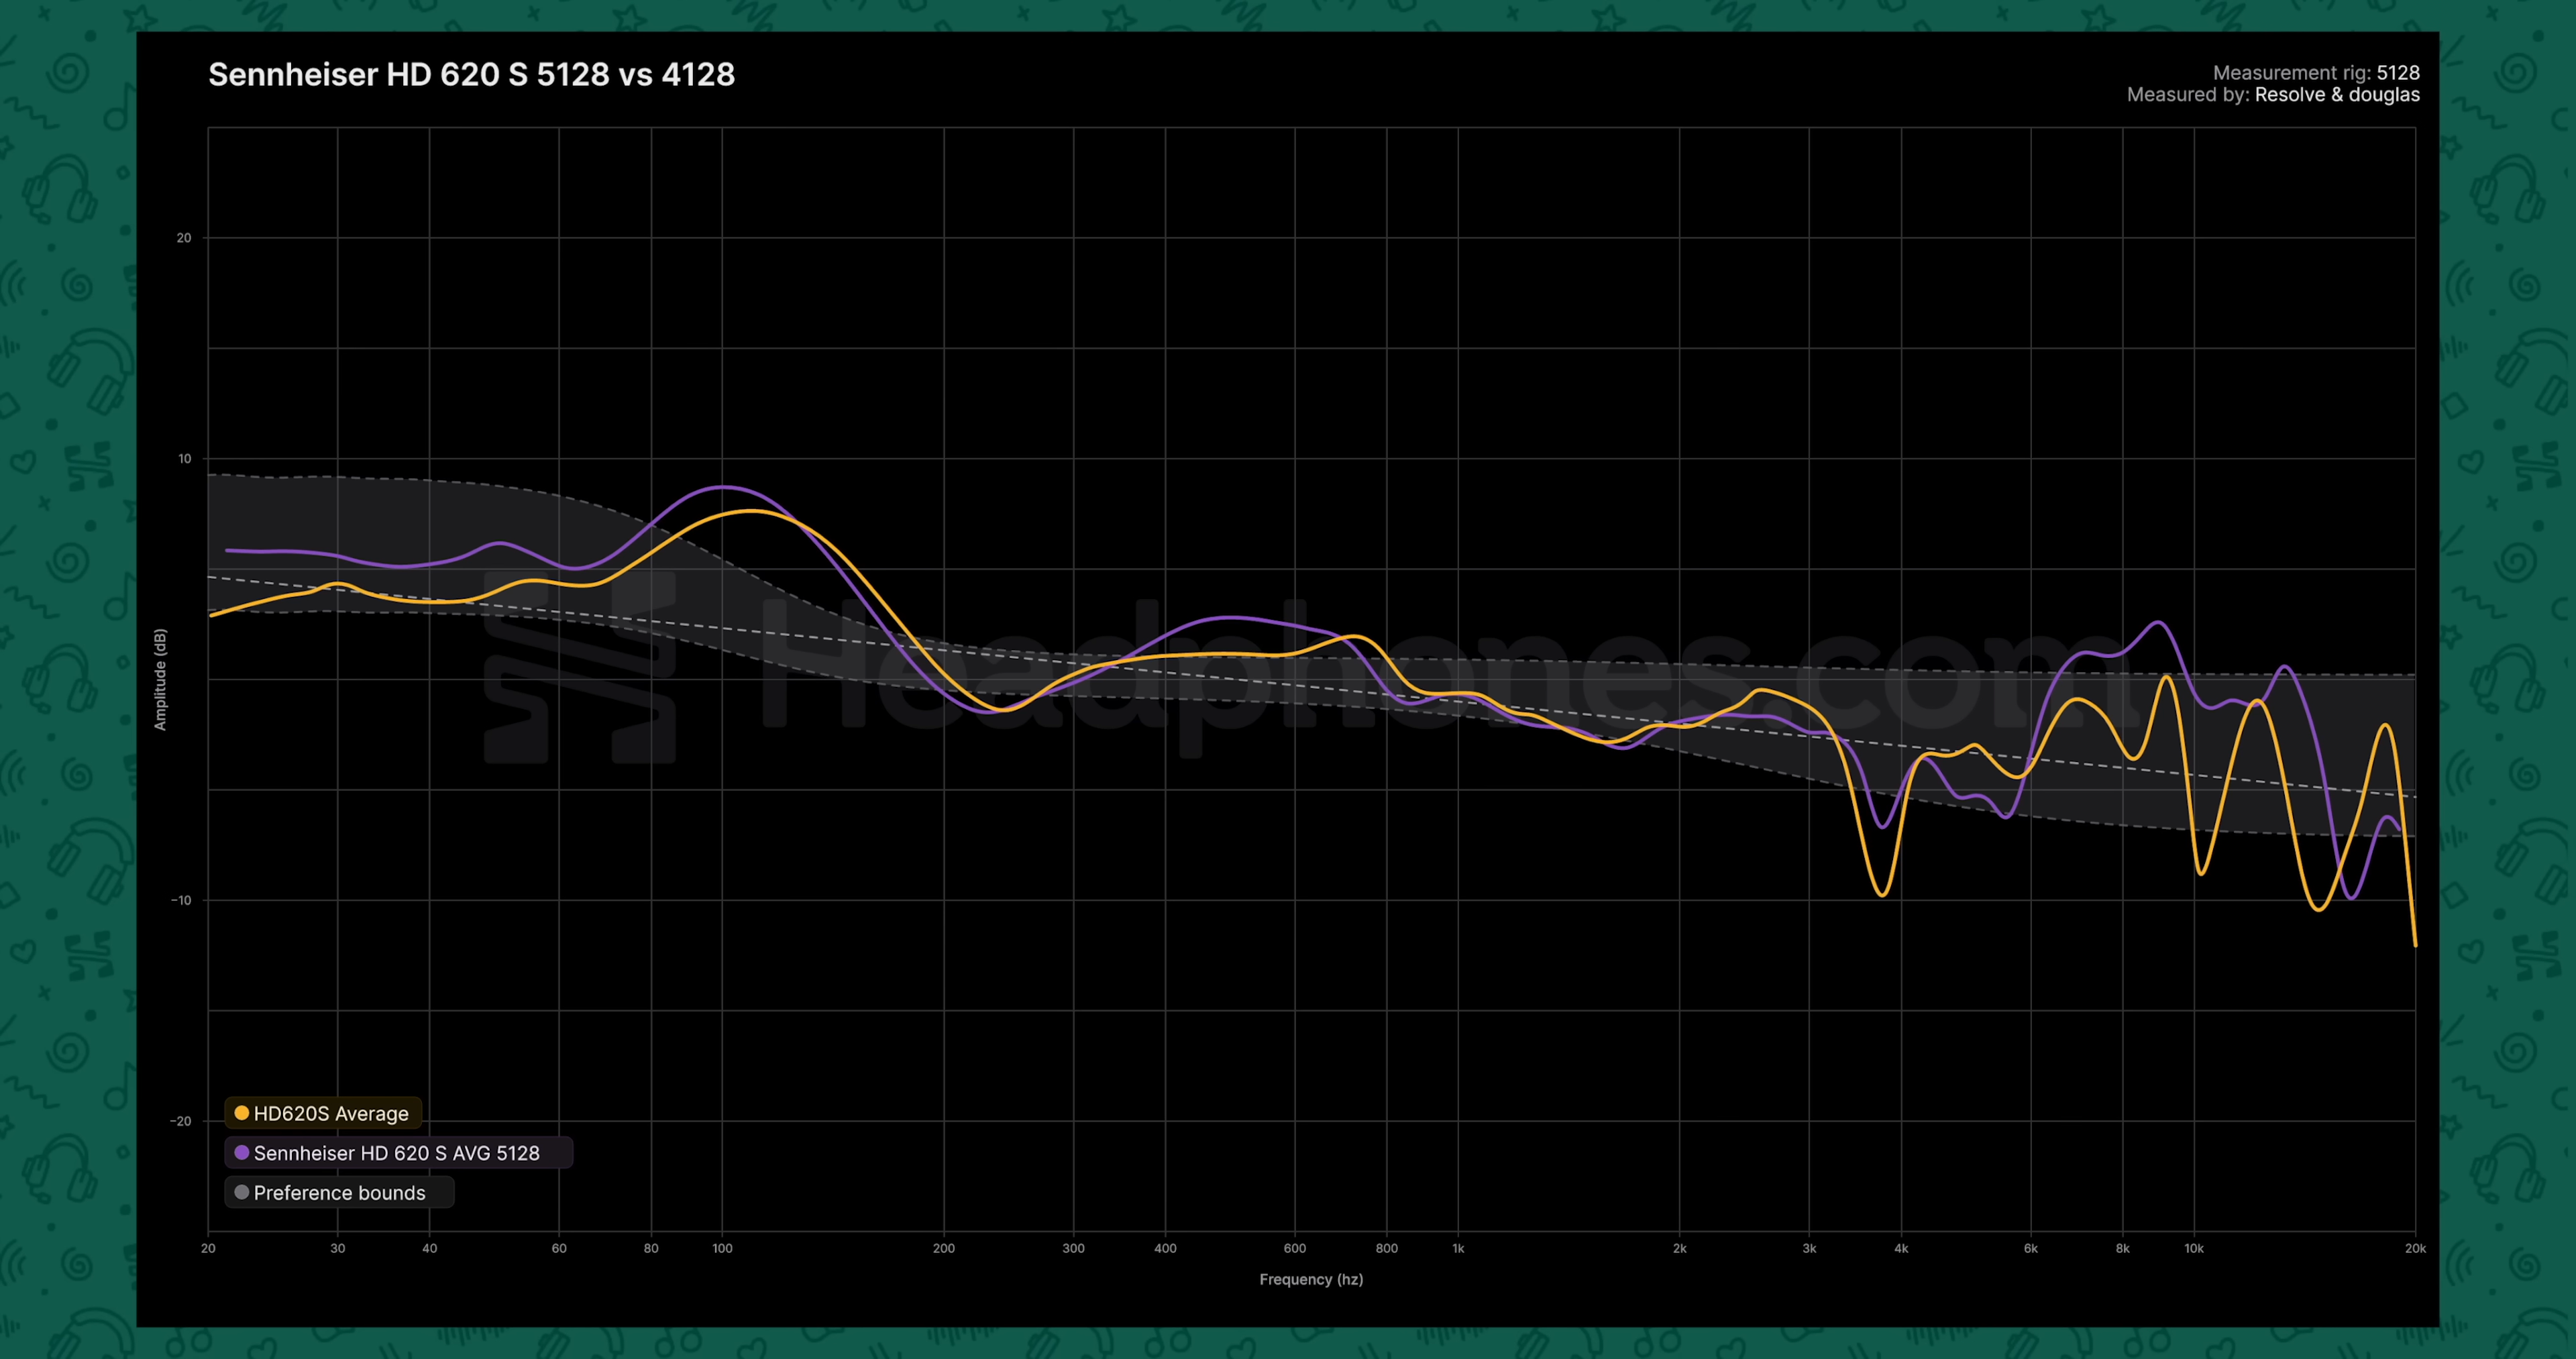 Sennheiser HD 620 S 5128 vs 4128
Measurement rig: 5128
Measured by: Resolve & douglas
20
10
−10
−20
Amplitude (dB)
Headphones.com
HD620S Average
Sennheiser HD 620 S AVG 5128
Preference bounds
20 30 40 60 80 100 200 300 400 600 800 1k 2k 3k 4k 6k 8k 10k 20k
Frequency (hz)